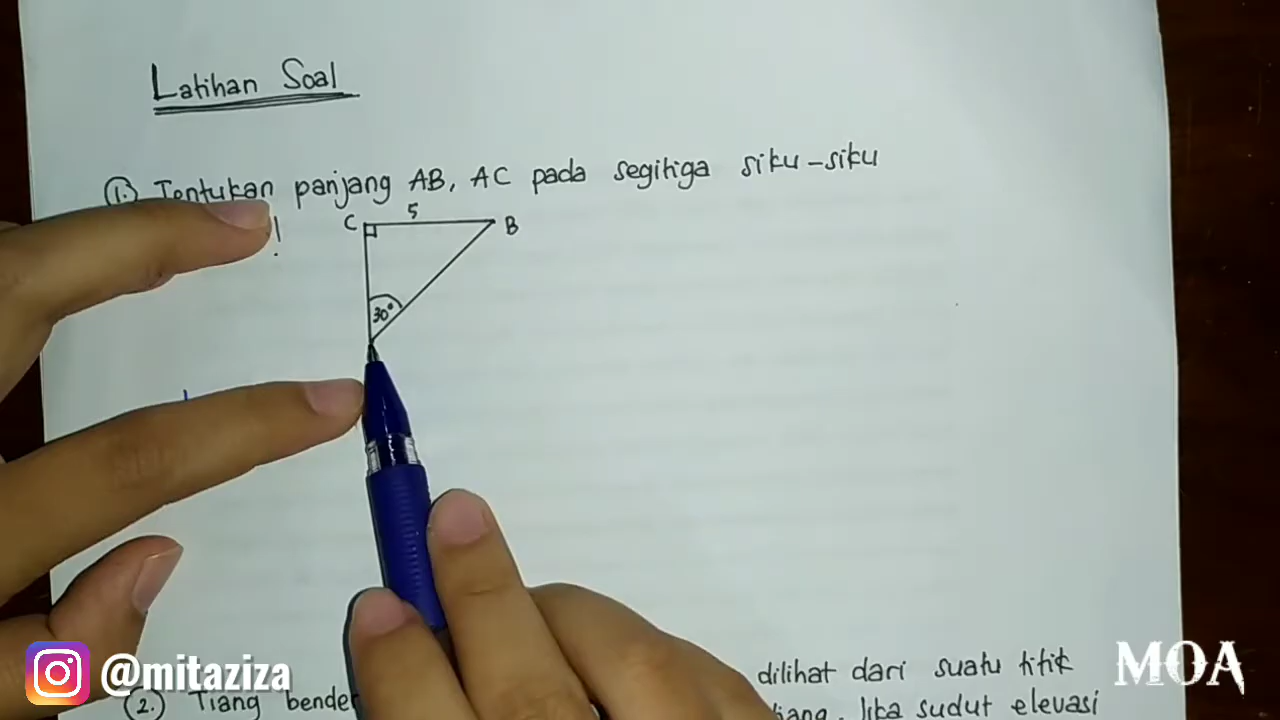 Latihan Soal
1. Tentukan panjang AB, AC pada segitiga siku-siku
!
C 5 B
30°
dilihat dari suatu titik
2. Tiang bender
Jika sudut elevasi
@mitaziza
MOA